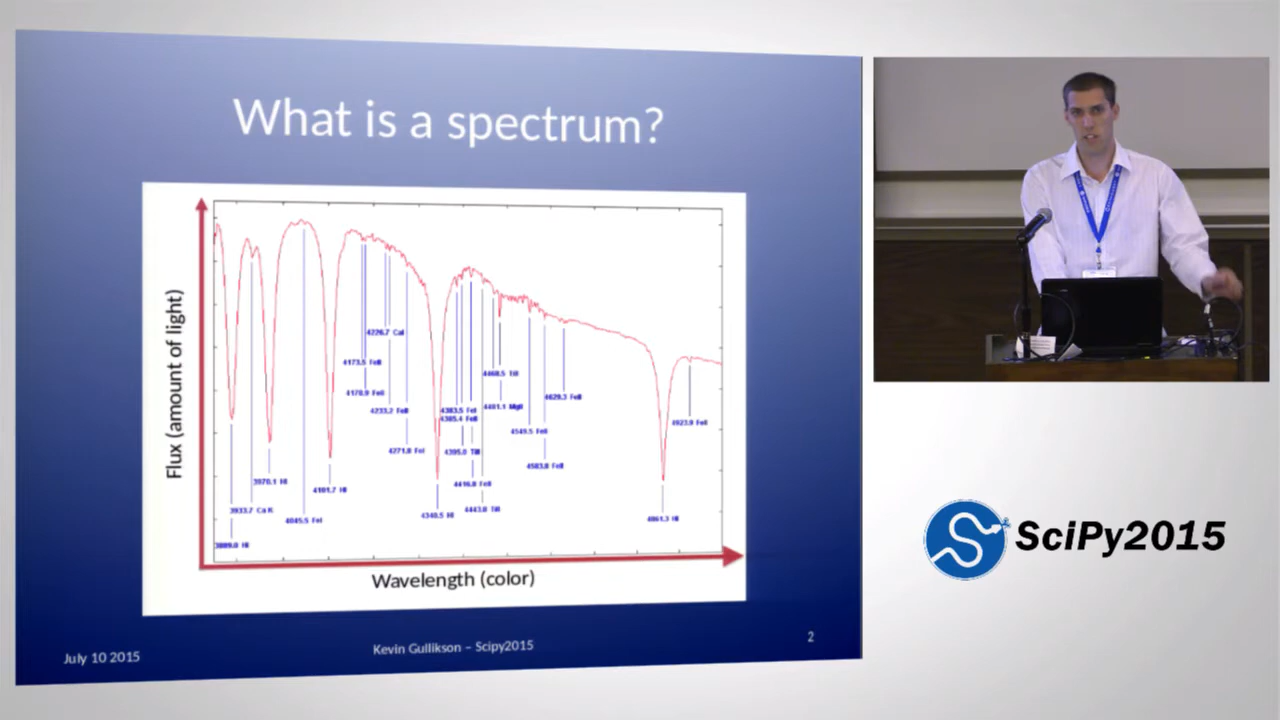 What is a spectrum?
Flux (amount of light)
4226.7 CaI
4173.5 FeII
4178.9 FeII
4233.2 FeII
4271.8 FeI
4383.5 FeI
4385.4 FeII
4395.0 TiII
4416.8 FeII
4443.8 TiII
4468.5 TiII
4481.1 MgII
4549.5 FeII
4583.8 FeII
4629.3 FeII
4923.9 FeII
3970.1 HI
3933.7 Ca K
4101.7 HI
4045.5 FeI
4340.5 HI
4861.3 HI
3889.0 HI
Wavelength (color)
July 10 2015
Kevin Gullikson – Scipy2015
2
SciPy2015